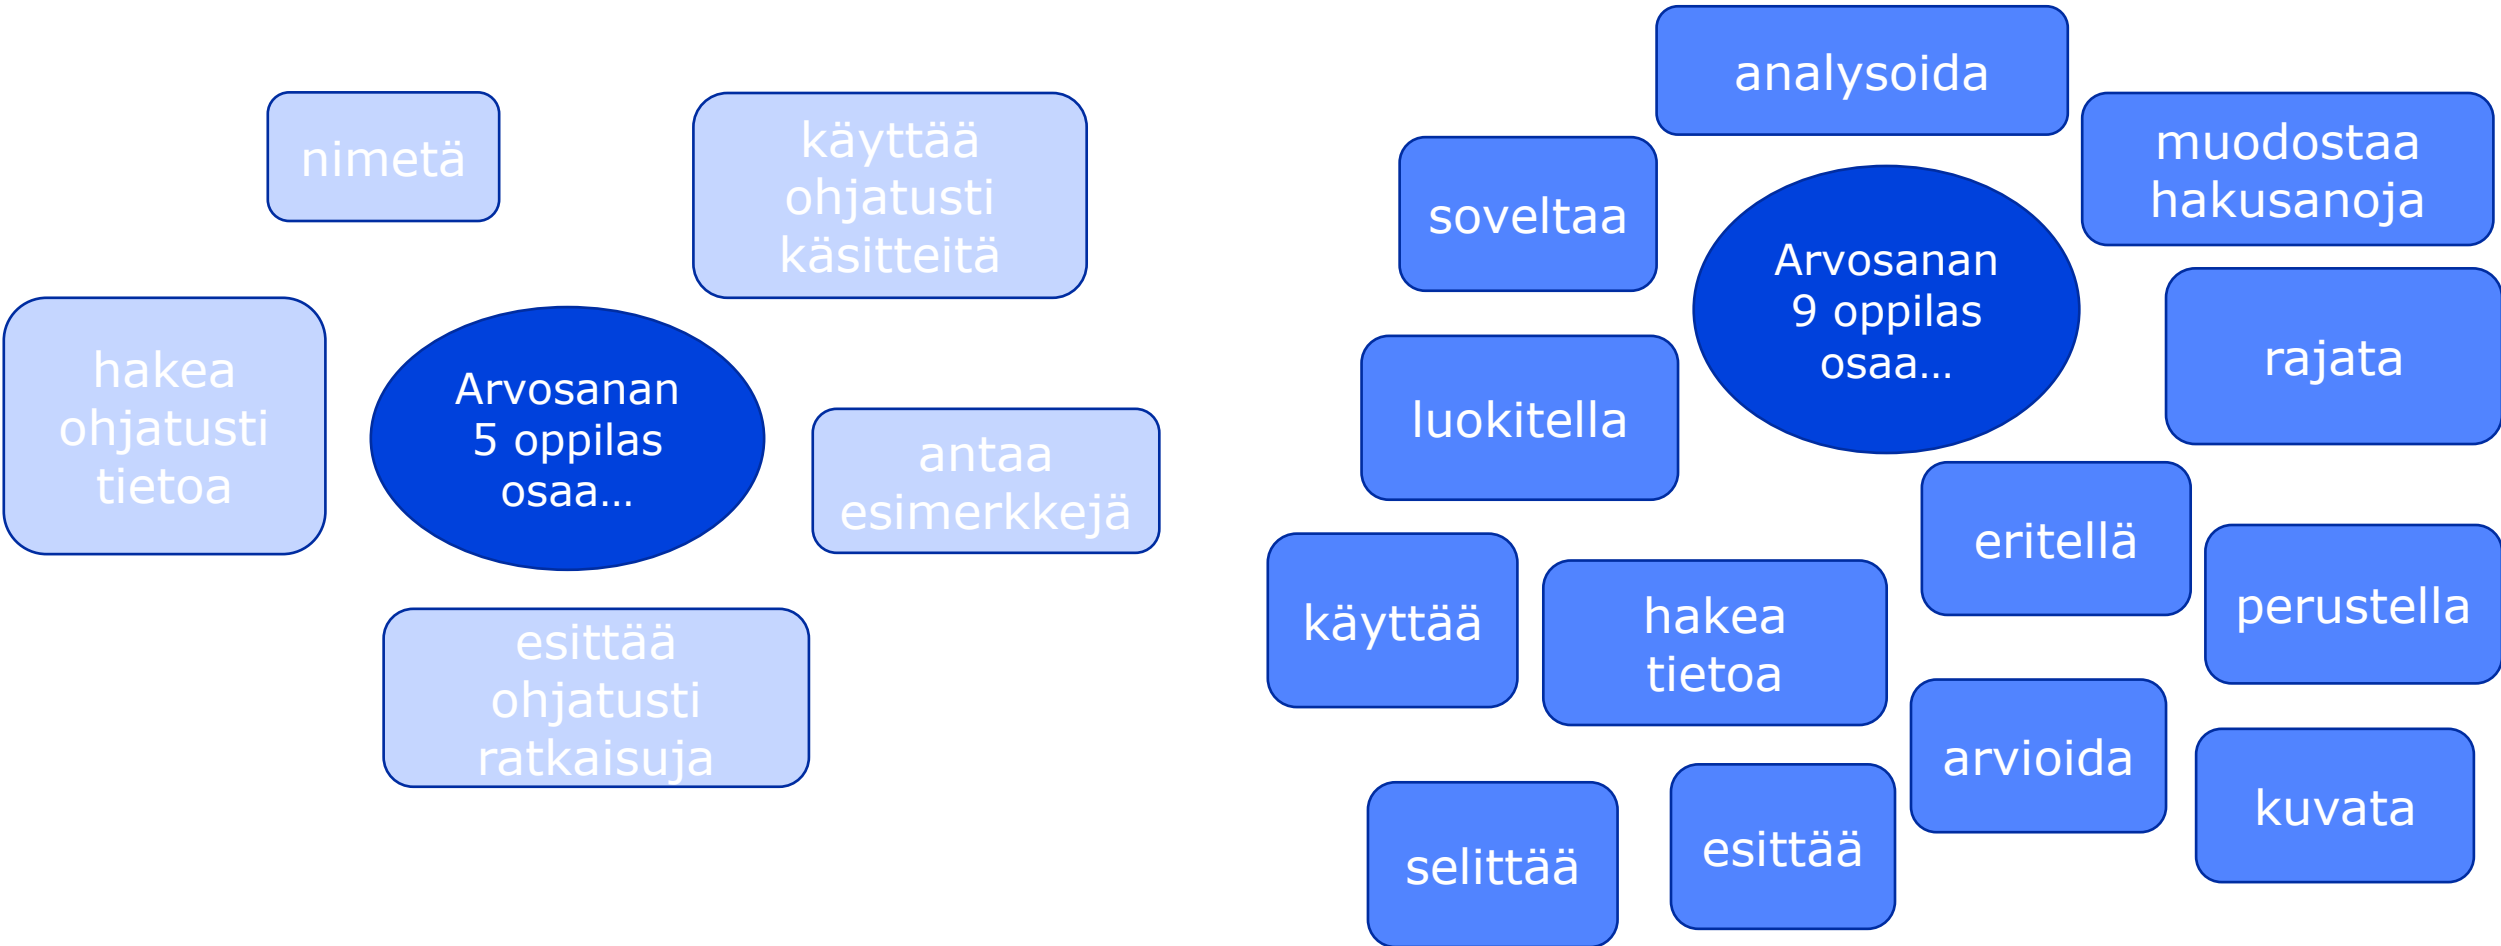 nimetä
käyttää
ohjatusti
käsitteitä
hakea
ohjatusti
tietoa
Arvosanan
5 oppilas
osaa...
antaa
esimerkkejä
esittää
ohjatusti
ratkaisuja
analysoida
muodostaa
hakusanoja
soveltaa
Arvosanan
9 oppilas
osaa...
rajata
luokitella
eritellä
perustella
käyttää
hakea
tietoa
arvioida
kuvata
selittää
esittää